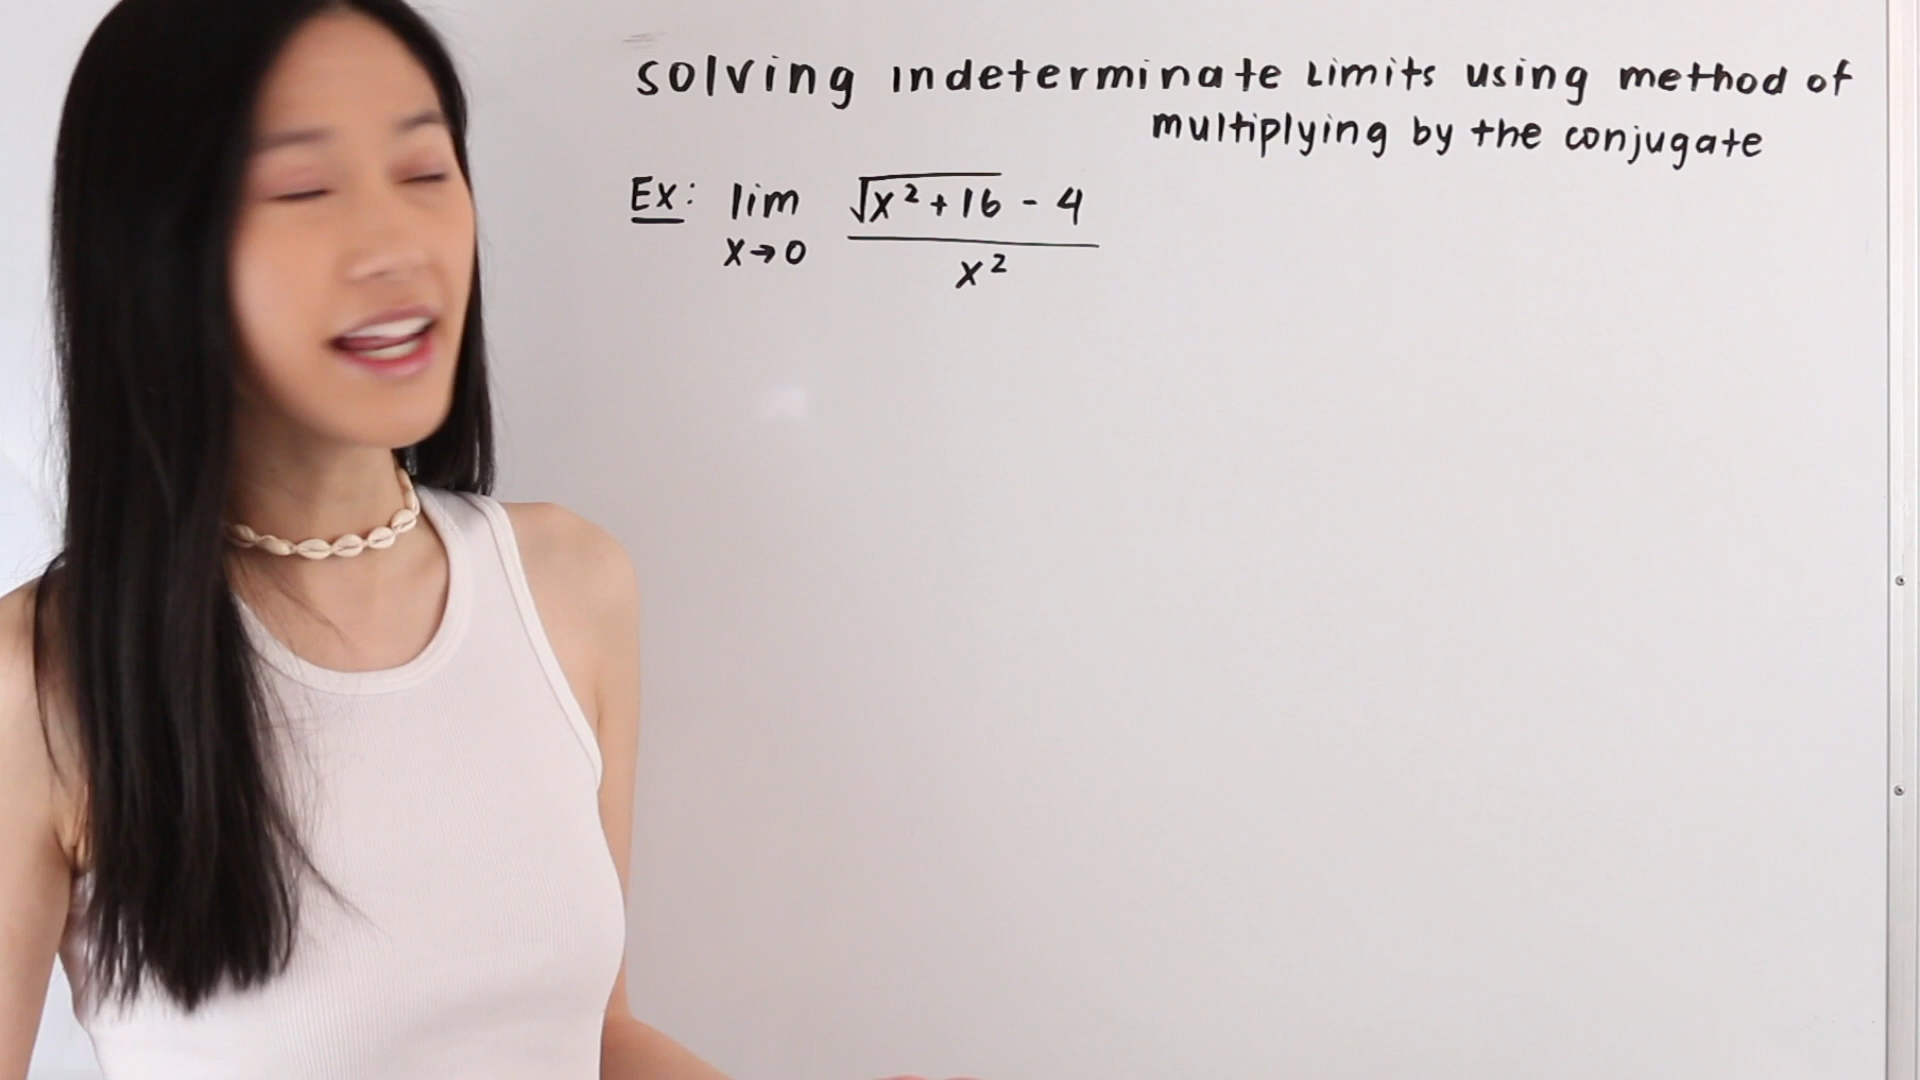 solving indeterminate Limits using method of
multiplying by the conjugate
Ex: lim √x²+16 - 4
x→0 x²